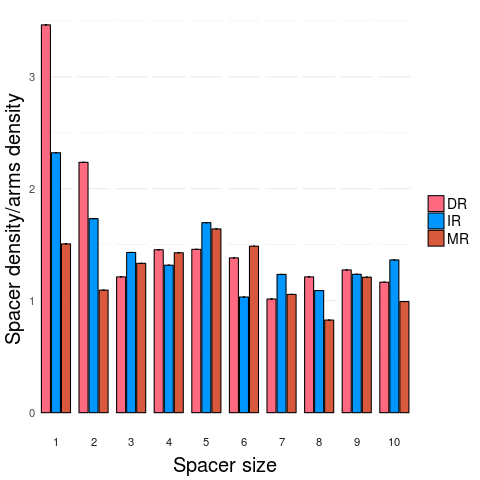 Spacer density/arms density
3
2
1
0
1 2 3 4 5 6 7 8 9 10
Spacer size
DR
IR
MR